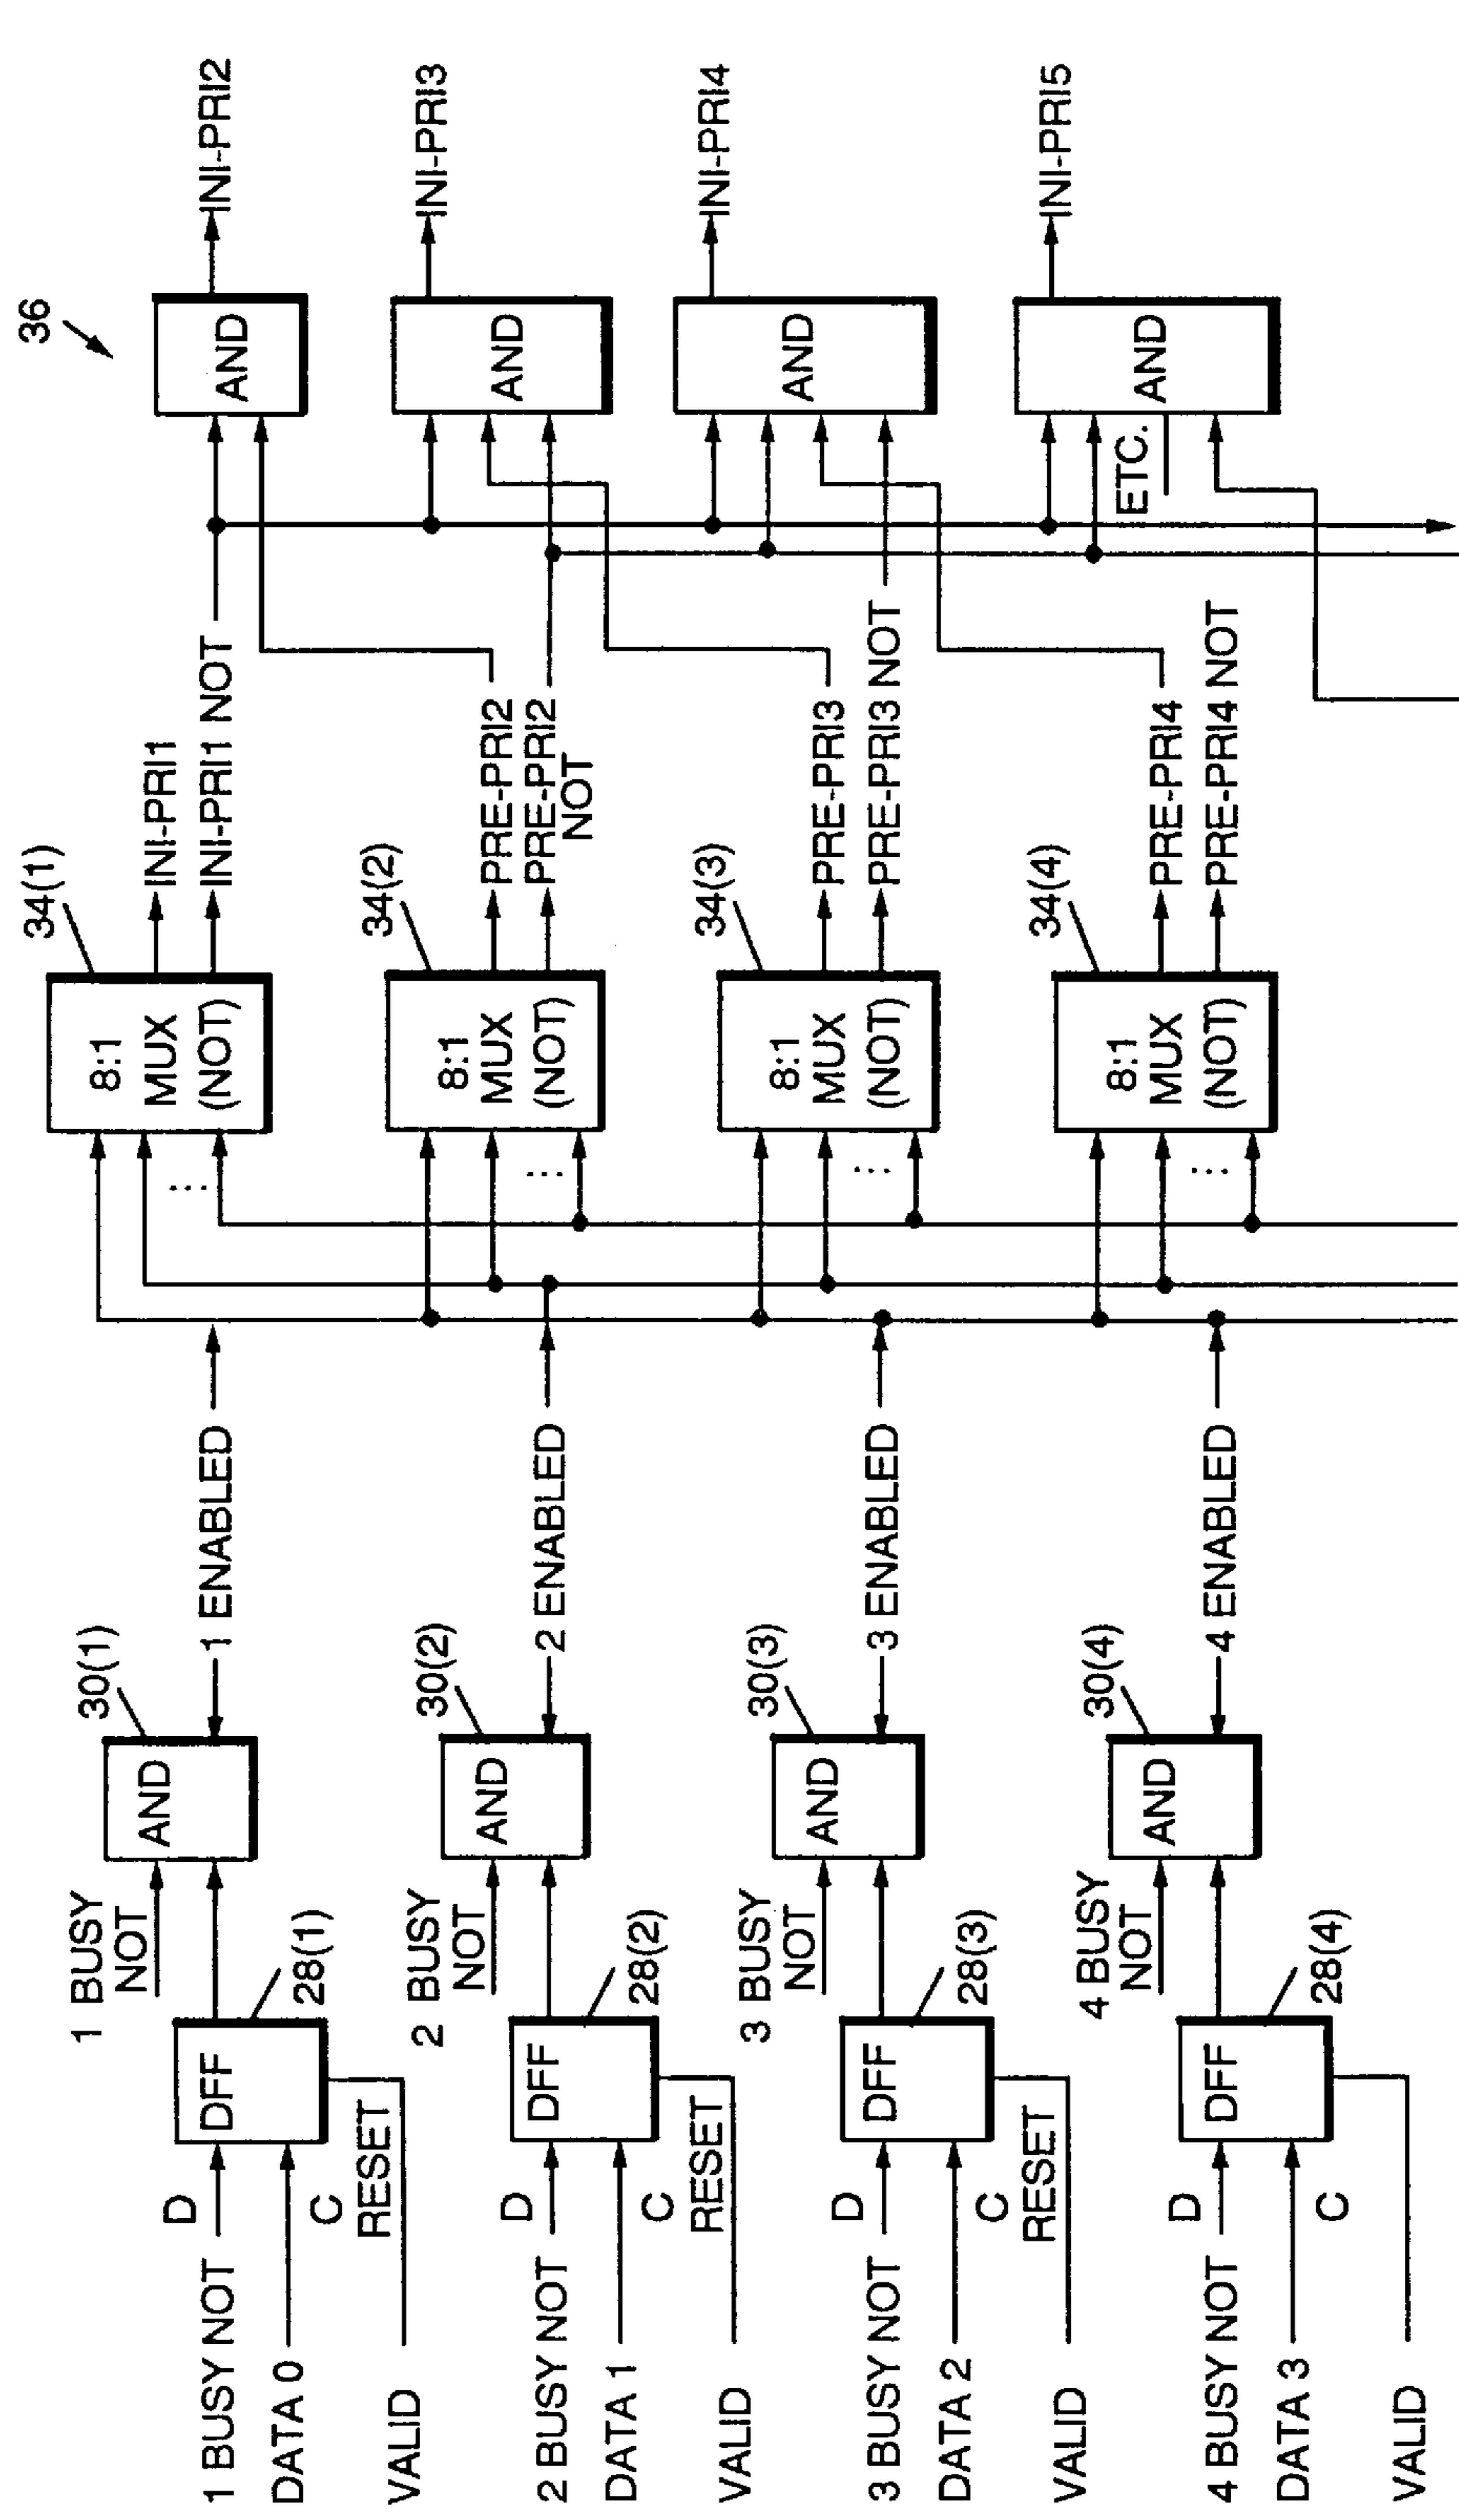 1 BUSY NOT
DATA 0
VALID
D
C
RESET
DFF
28(1)
1 BUSY
NOT
AND
30(1)
1 ENABLED
...
8:1
MUX
(NOT)
34(1)
INI-PRI1
INI-PRI1 NOT
36
AND
INI-PRI2
2 BUSY NOT
DATA 1
VALID
D
C
RESET
DFF
28(2)
2 BUSY
NOT
AND
30(2)
2 ENABLED
...
8:1
MUX
(NOT)
34(2)
PRE-PRI2
PRE-PRI2
NOT
AND
INI-PRI3
3 BUSY NOT
DATA 2
VALID
D
C
RESET
DFF
28(3)
3 BUSY
NOT
AND
30(3)
3 ENABLED
...
8:1
MUX
(NOT)
34(3)
PRE-PRI3
PRE-PRI3 NOT
AND
INI-PRI4
4 BUSY NOT
DATA 3
VALID
D
C
DFF
28(4)
4 BUSY
NOT
AND
30(4)
4 ENABLED
...
8:1
MUX
(NOT)
34(4)
PRE-PRI4
PRE-PRI4 NOT
ETC.
AND
INI-PRI5